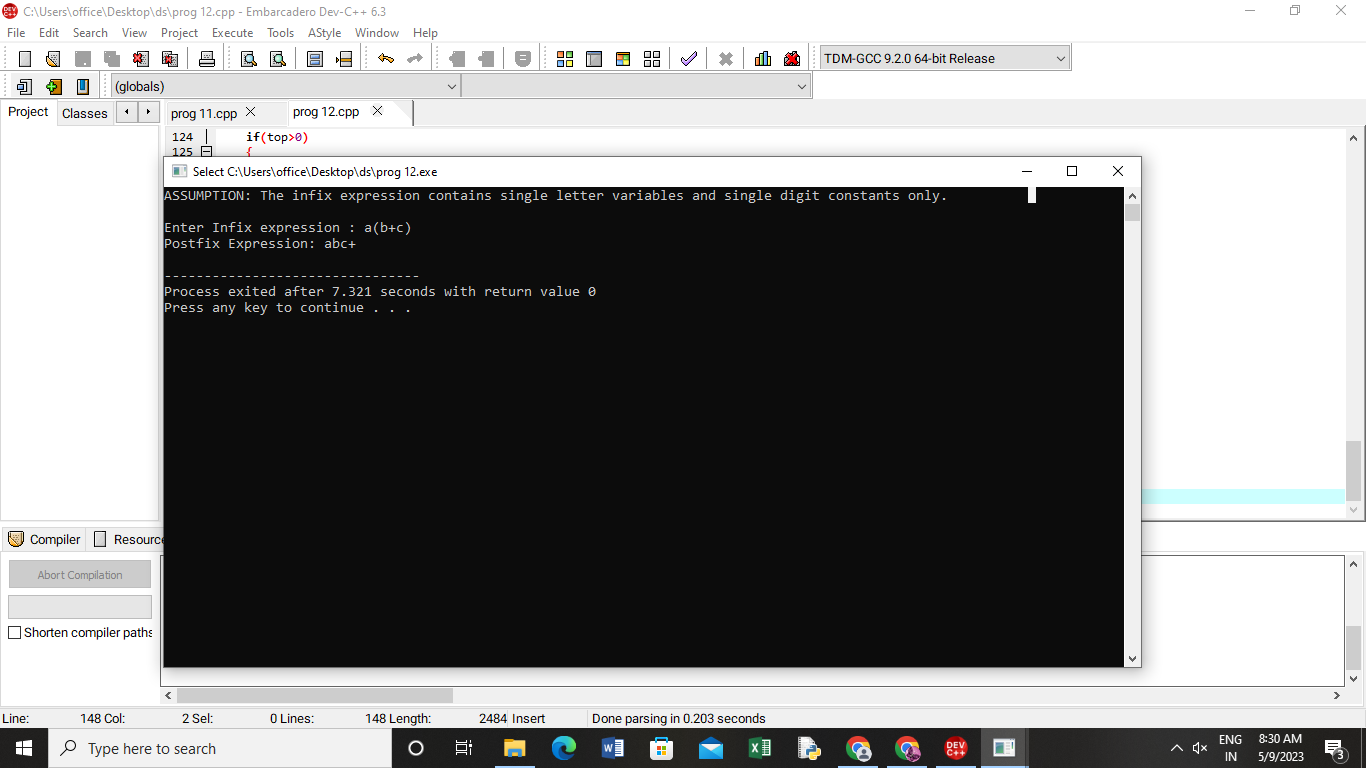 C:\Users\office\Desktop\ds\prog 12.cpp - Embarcadero Dev-C++ 6.3
File Edit Search View Project Execute Tools AStyle Window Help
TDM-GCC 9.2.0 64-bit Release
(globals)
Project Classes prog 11.cpp prog 12.cpp
124 if(top>0)
125 {
Select C:\Users\office\Desktop\ds\prog 12.exe
ASSUMPTION: The infix expression contains single letter variables and single digit constants only.
Enter Infix expression : a(b+c)
Postfix Expression: abc+
--------------------------------
Process exited after 7.321 seconds with return value 0
Press any key to continue . . .
Compiler Resource
Abort Compilation
Shorten compiler paths
Line: 148 Col: 2 Sel: 0 Lines: 148 Length: 2484 Insert Done parsing in 0.203 seconds
Type here to search
DEV C++
ENG
IN
8:30 AM
5/9/2023
3